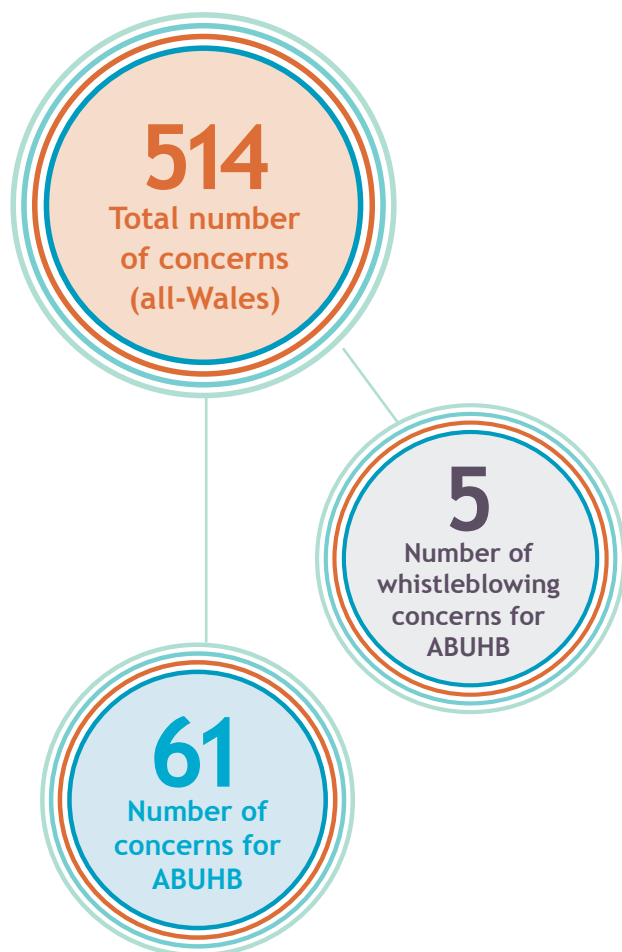 514
Total number
of concerns
(all-Wales)
5
Number of
whistleblowing
concerns for
ABUHB
61
Number of
concerns for
ABUHB